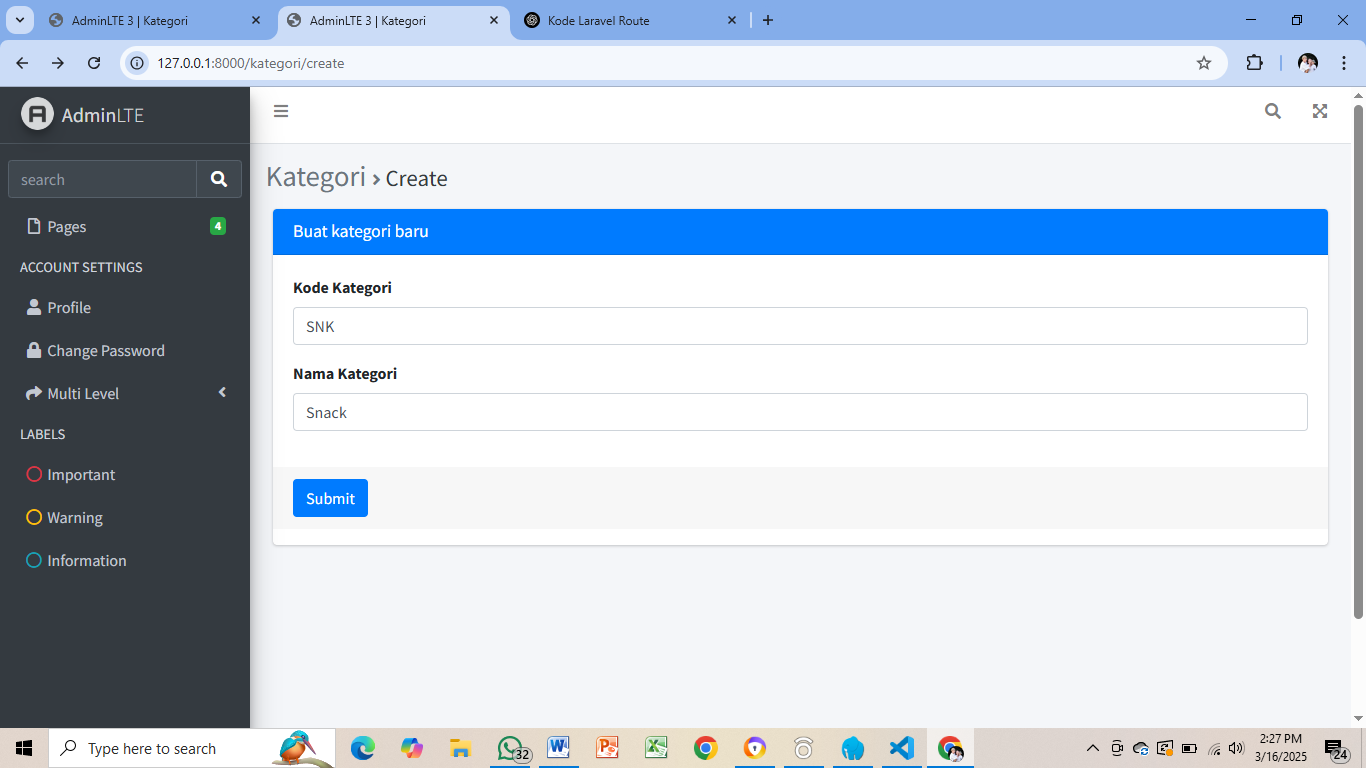 AdminLTE 3 | Kategori
AdminLTE 3 | Kategori
Kode Laravel Route
127.0.0.1:8000/kategori/create
AdminLTE
search
Pages
4
ACCOUNT SETTINGS
Profile
Change Password
Multi Level
LABELS
Important
Warning
Information
Kategori › Create
Buat kategori baru
Kode Kategori
SNK
Nama Kategori
Snack
Submit
Type here to search
32
2:27 PM
3/16/2025
24